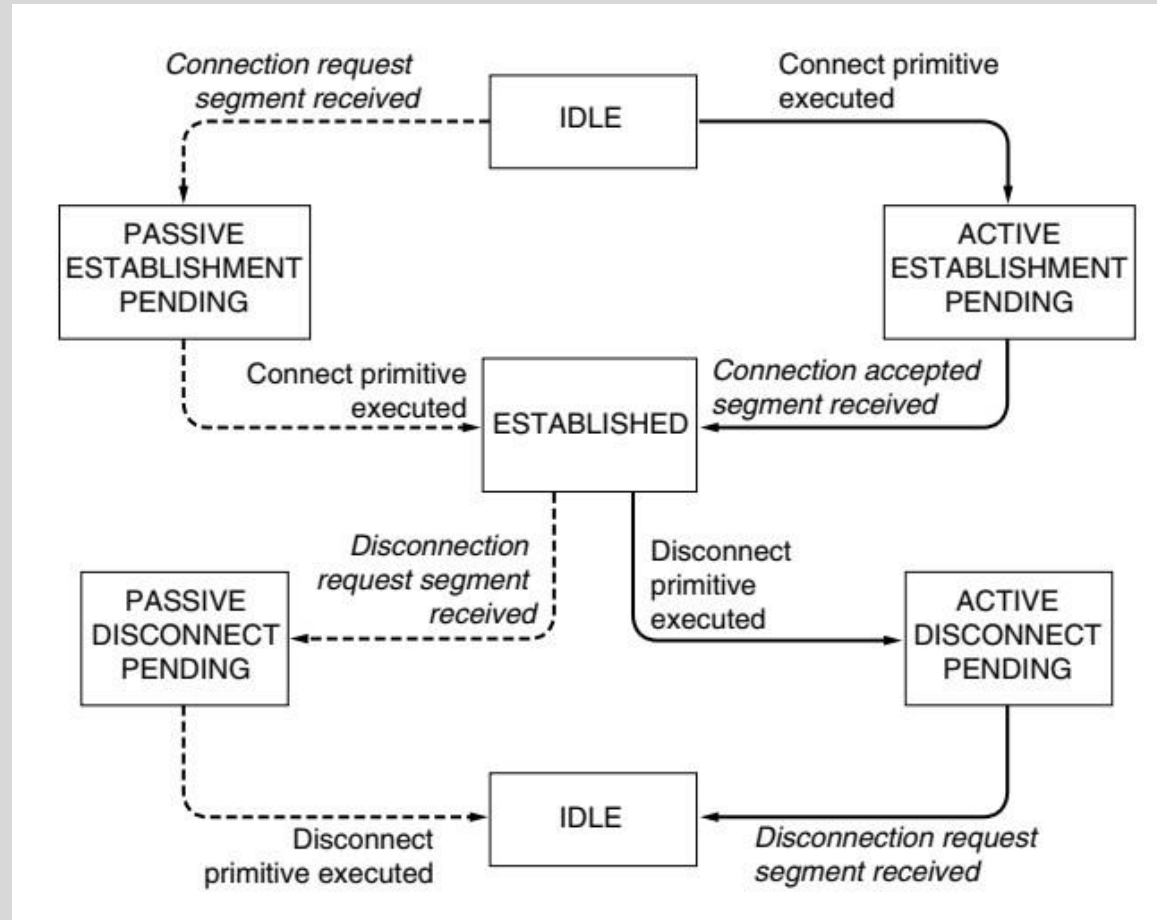 Connection request
segment received
IDLE
Connect primitive
executed
PASSIVE
ESTABLISHMENT
PENDING
ACTIVE
ESTABLISHMENT
PENDING
Connect primitive
executed
ESTABLISHED
Connection accepted
segment received
Disconnection
request segment
received
Disconnect
primitive
executed
PASSIVE
DISCONNECT
PENDING
ACTIVE
DISCONNECT
PENDING
Disconnect
primitive executed
IDLE
Disconnection request
segment received